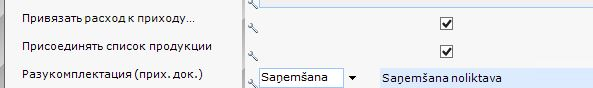 Привязать расход к приходу...
Присоединять список продукции
Разукомплектация (прих. док.) Saņemšana Saņemšana noliktava